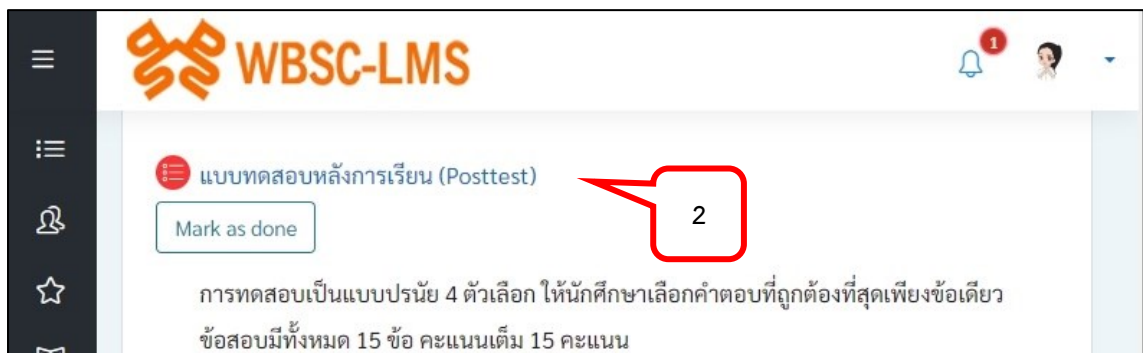 WBSC-LMS
1
แบบทดสอบหลังการเรียน (Posttest)
2
Mark as done
การทดสอบเป็นแบบปรนัย 4 ตัวเลือก ให้นักศึกษาเลือกคำตอบที่ถูกต้องที่สุดเพียงข้อเดียว
ข้อสอบมีทั้งหมด 15 ข้อ คะแนนเต็ม 15 คะแนน